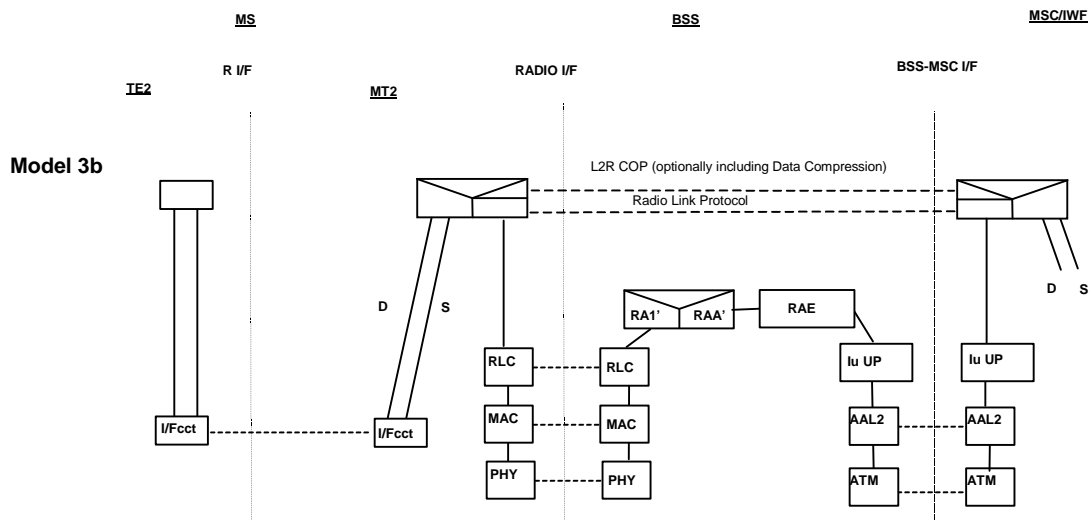 MS
BSS
MSC/IWF
R I/F
RADIO I/F
BSS-MSC I/F
TE2
MT2
Model 3b
L2R COP (optionally including Data Compression)
Radio Link Protocol
D
S
D
S
RA1’
RAA’
RAE
RLC
RLC
Iu UP
Iu UP
I/Fcct
I/Fcct
MAC
MAC
AAL2
AAL2
PHY
PHY
ATM
ATM